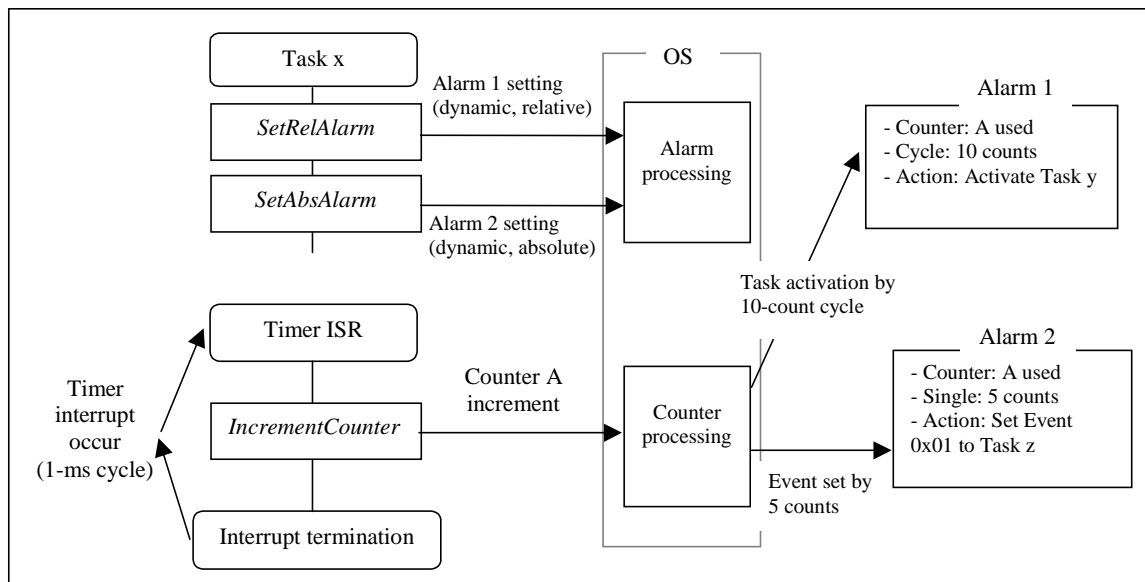 Task x
SetRelAlarm
SetAbsAlarm
Alarm 1 setting
(dynamic, relative)
Alarm 2 setting
(dynamic, absolute)
OS
Alarm
processing
Alarm 1
- Counter: A used
- Cycle: 10 counts
- Action: Activate Task y
Task activation by
10-count cycle
Timer ISR
IncrementCounter
Interrupt termination
Timer
interrupt
occur
(1-ms cycle)
Counter A
increment
Counter
processing
Alarm 2
- Counter: A used
- Single: 5 counts
- Action: Set Event
0x01 to Task z
Event set by
5 counts